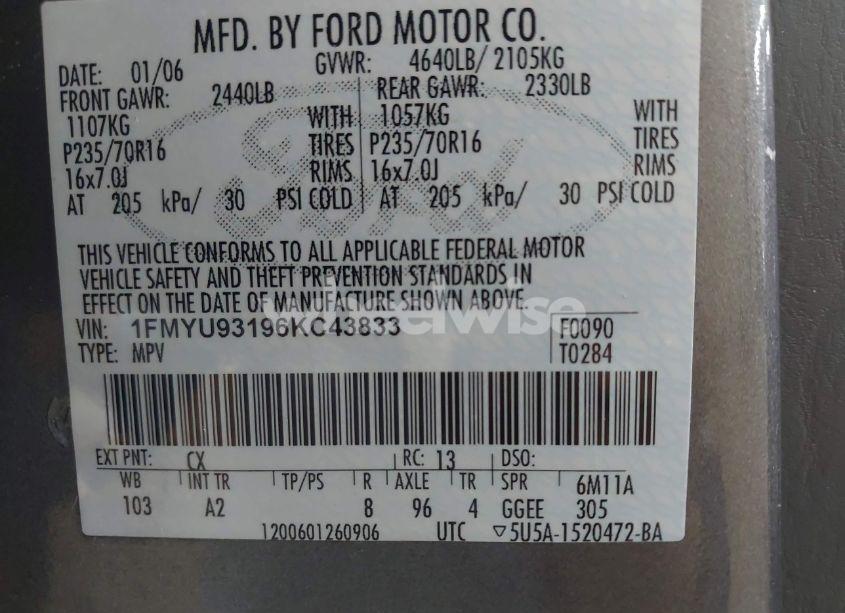 MFD. BY FORD MOTOR CO.
DATE: 01/06 GVWR: 4640LB/ 2105KG
FRONT GAWR: 2440LB REAR GAWR: 2330LB
1107KG WITH 1057KG WITH
P235/70R16 TIRES P235/70R16 TIRES
16x7.0J RIMS 16x7.0J RIMS
AT 205 kPa/ 30 PSI COLD AT 205 kPa/ 30 PSI COLD
Ford
THIS VEHICLE CONFORMS TO ALL APPLICABLE FEDERAL MOTOR
VEHICLE SAFETY AND THEFT PREVENTION STANDARDS IN
EFFECT ON THE DATE OF MANUFACTURE SHOWN ABOVE.
VIN: 1FMYU93196KC43833 F0090
TYPE: MPV T0284
EXT PNT: CX RC: 13 DSO:
WB INT TR TP/PS R AXLE TR SPR 6M11A
103 A2 8 96 4 GGEE 305
1200601260906 UTC ▽5U5A-1520472-BA